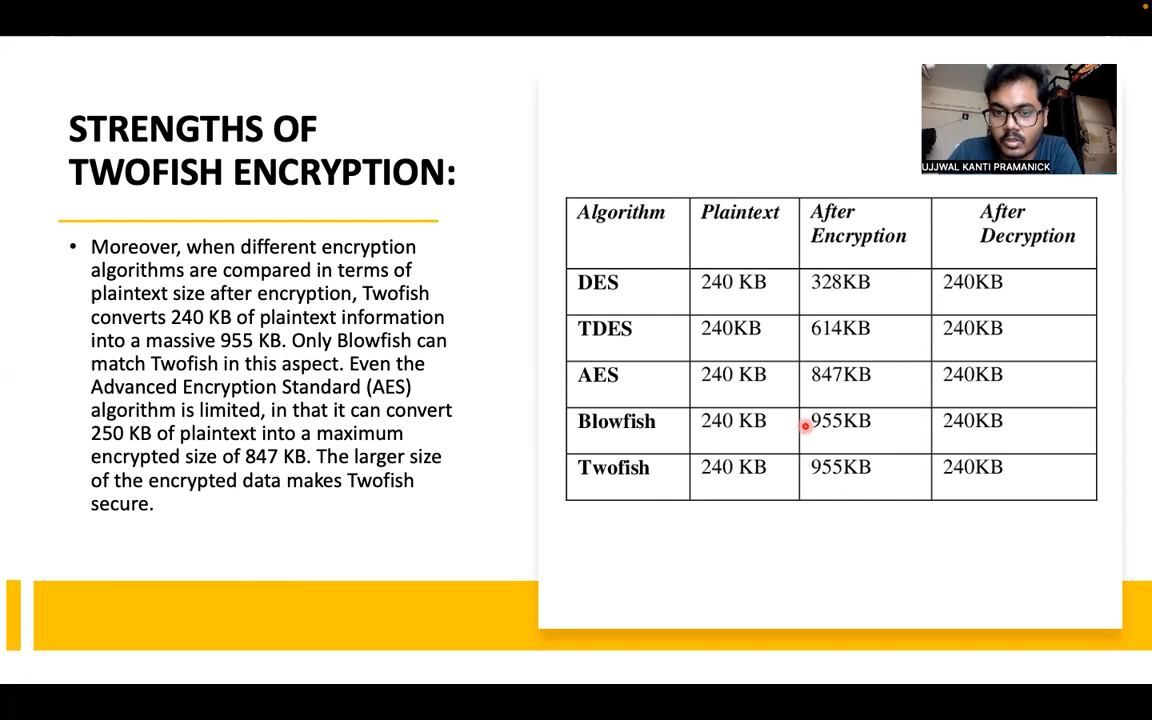 STRENGTHS OF
TWOFISH ENCRYPTION:
• Moreover, when different encryption
algorithms are compared in terms of
plaintext size after encryption, Twofish
converts 240 KB of plaintext information
into a massive 955 KB. Only Blowfish can
match Twofish in this aspect. Even the
Advanced Encryption Standard (AES)
algorithm is limited, in that it can convert
250 KB of plaintext into a maximum
encrypted size of 847 KB. The larger size
of the encrypted data makes Twofish
secure.
UJJWAL KANTI PRAMANICK
Algorithm Plaintext After Encryption After Decryption
DES 240 KB 328KB 240KB
TDES 240KB 614KB 240KB
AES 240 KB 847KB 240KB
Blowfish 240 KB 955KB 240KB
Twofish 240 KB 955KB 240KB